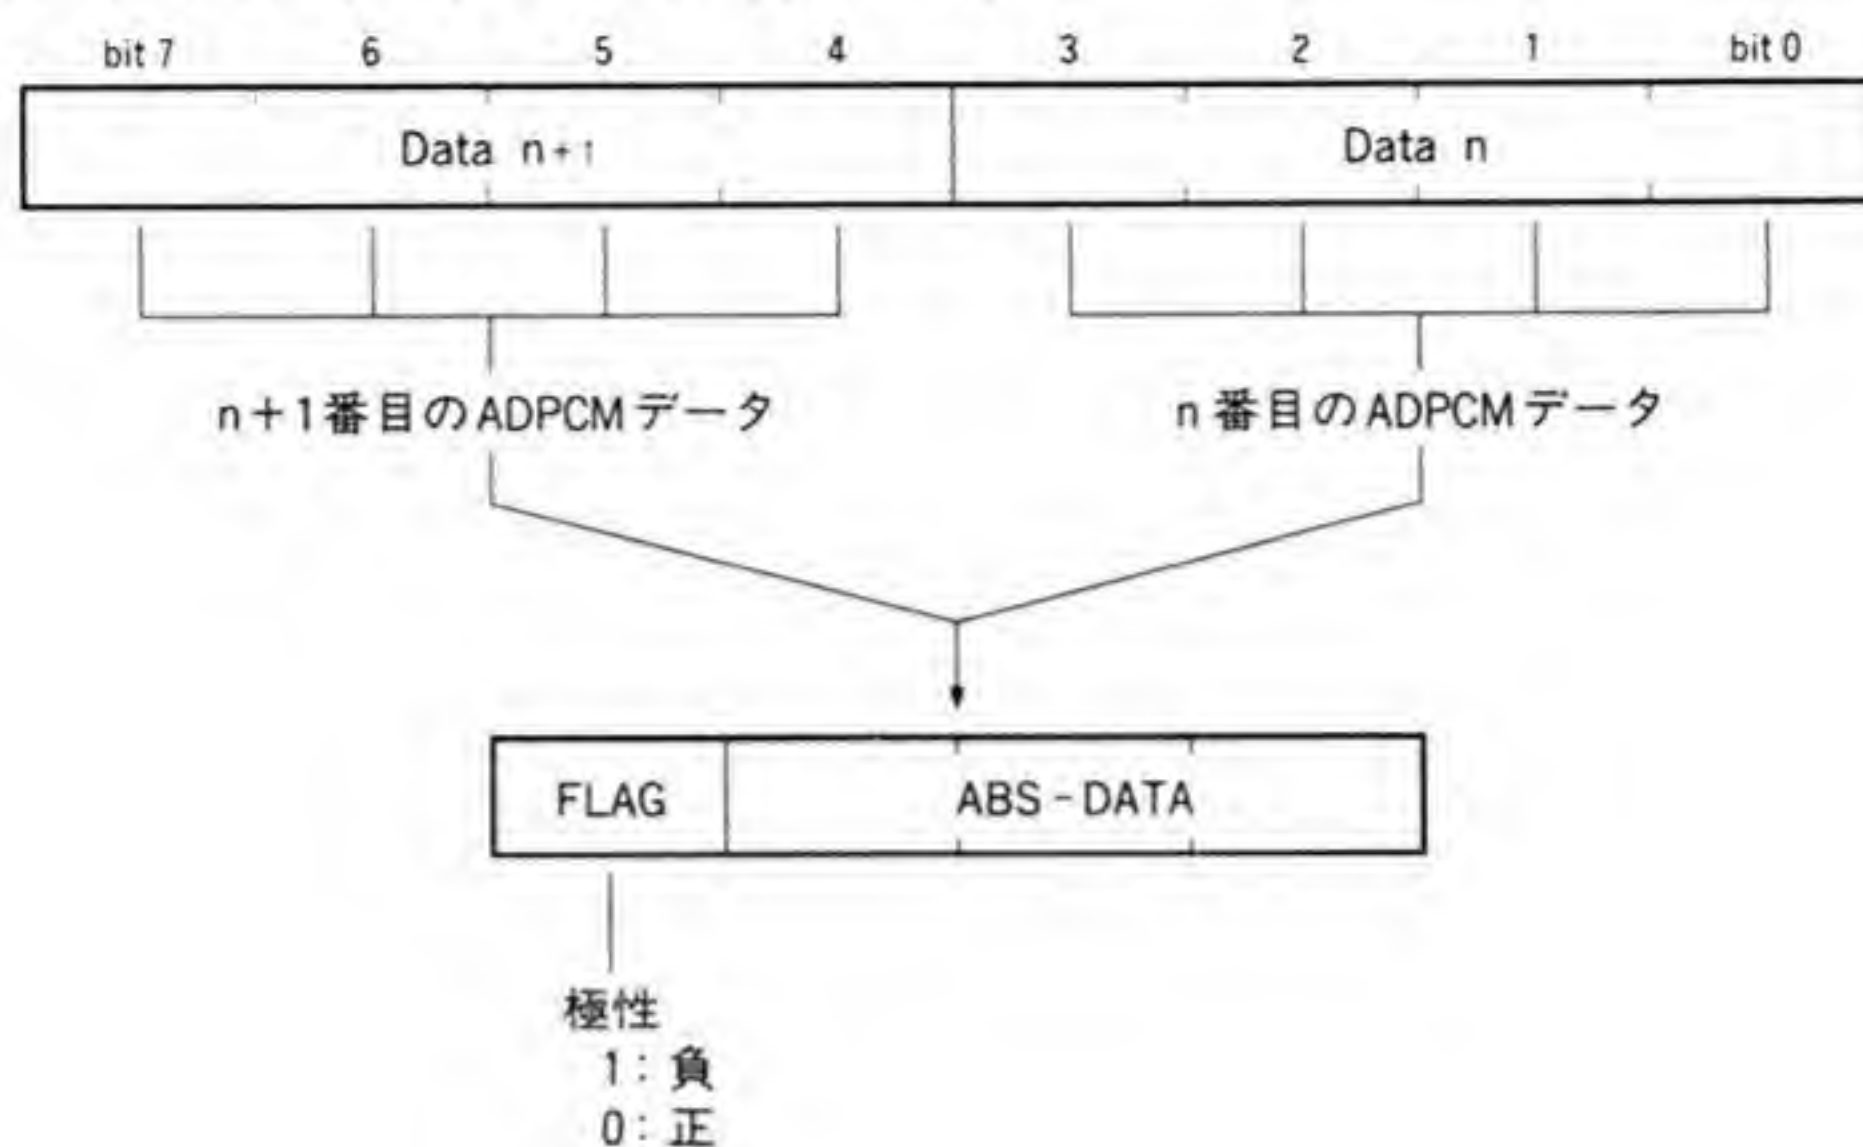 bit 7 6 5 4 3 2 1 bit 0
Data n+1 Data n
n+1番目のADPCMデータ n番目のADPCMデータ
FLAG ABS-DATA
極性
1: 負
0: 正